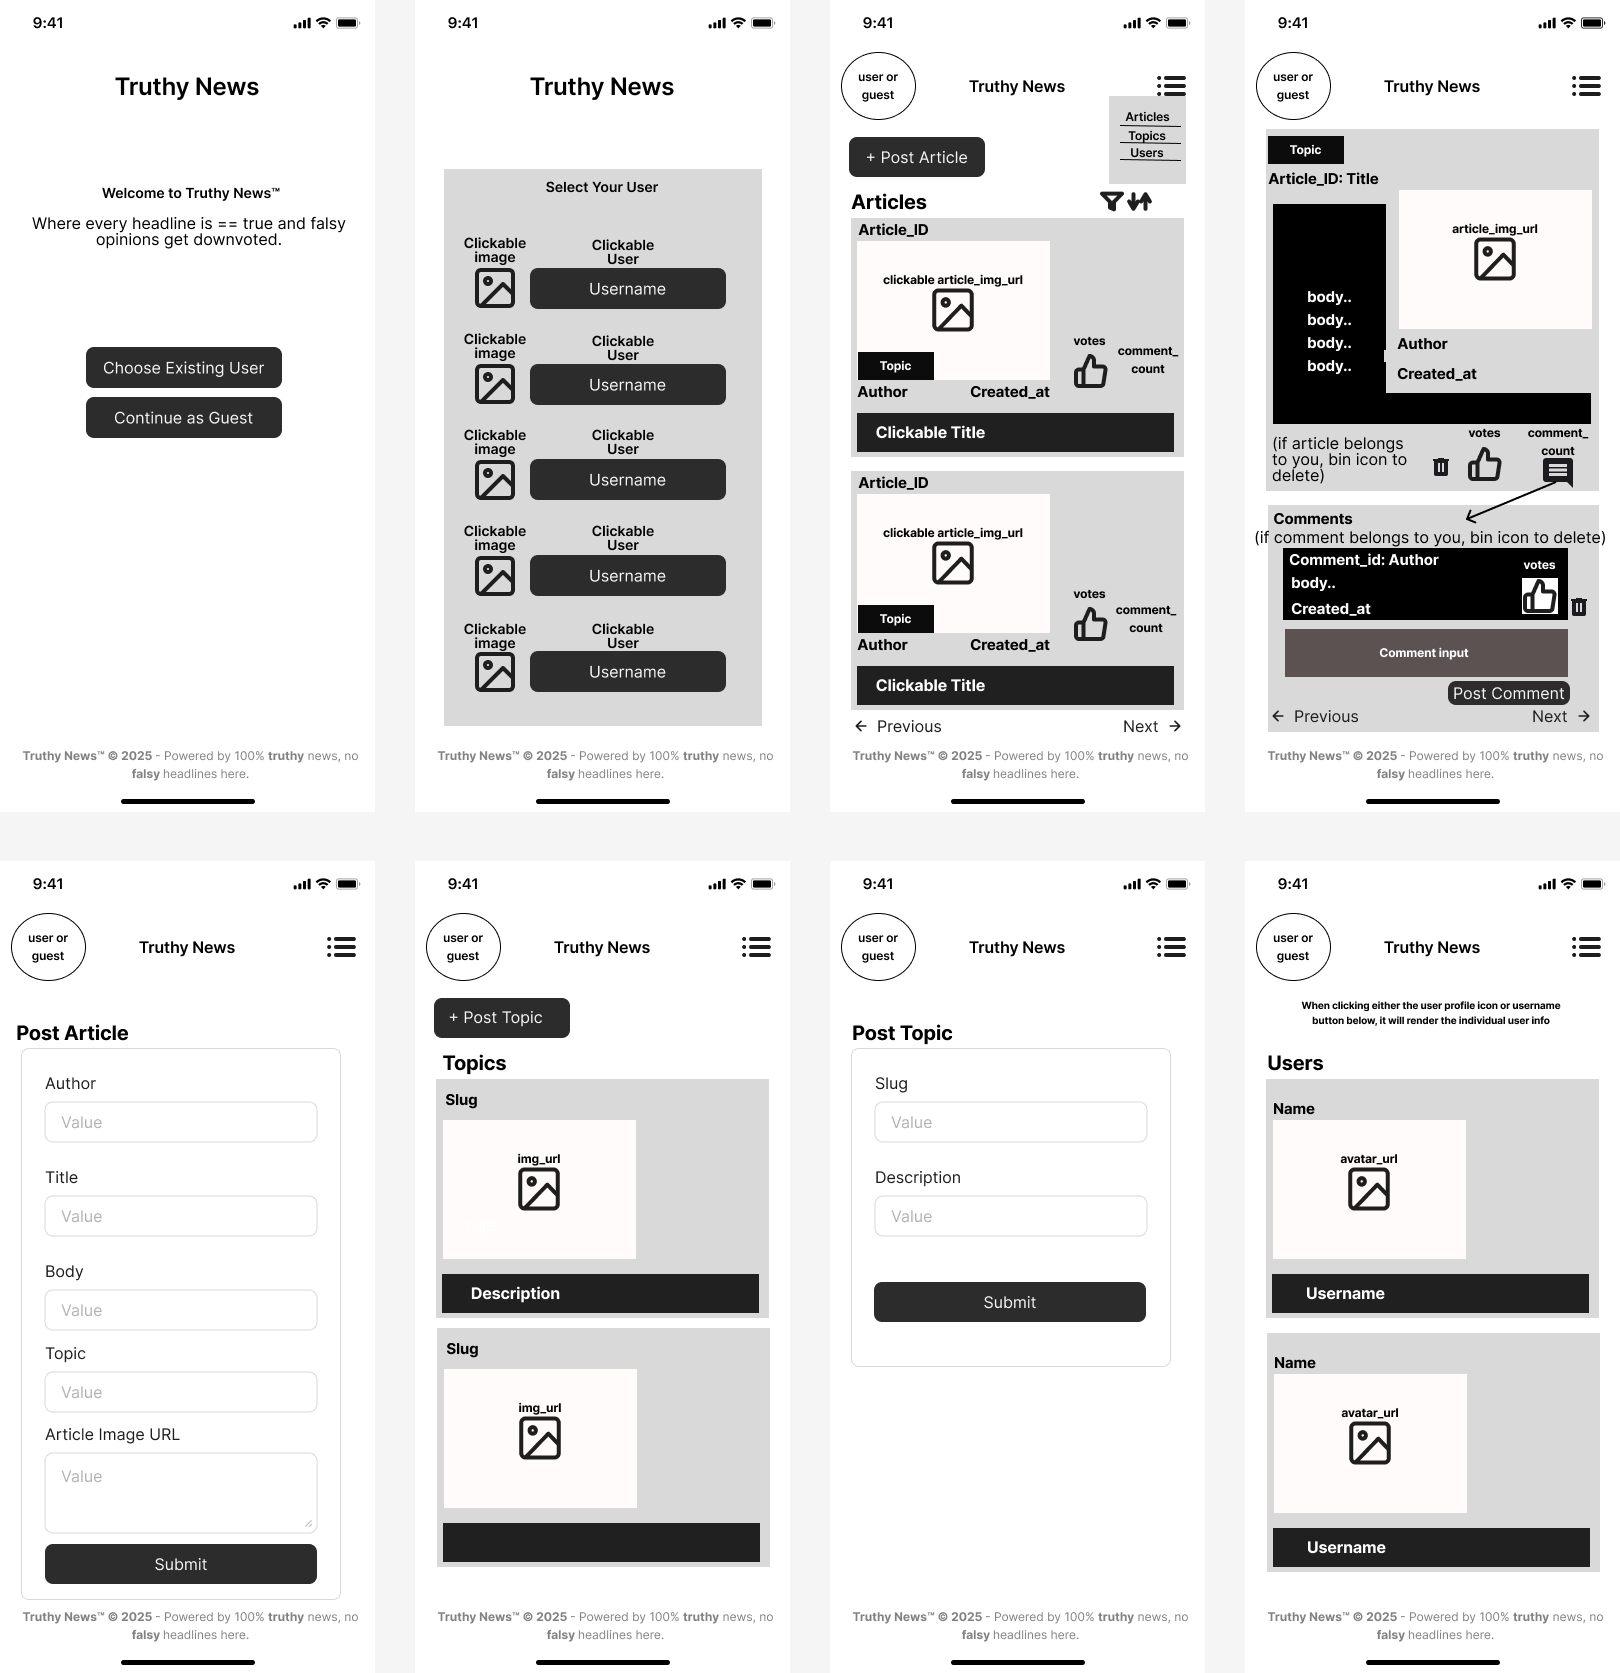 9:41
Truthy News
Welcome to Truthy News™
Where every headline is == true and falsy
opinions get downvoted.
Choose Existing User
Continue as Guest
Truthy News™ © 2025 - Powered by 100% truthy news, no
falsy headlines here.
9:41
Truthy News
Select Your User
Clickable
image
Clickable
User
Username
Clickable
image
Clickable
User
Username
Clickable
image
Clickable
User
Username
Clickable
image
Clickable
User
Username
Clickable
image
Clickable
User
Username
Truthy News™ © 2025 - Powered by 100% truthy news, no
falsy headlines here.
9:41
user or
guest
Truthy News
Articles
Topics
Users
+ Post Article
Articles
Article_ID
clickable article_img_url
Topic
votes
comment_
count
Author
Created_at
Clickable Title
Article_ID
clickable article_img_url
Topic
votes
comment_
count
Author
Created_at
Clickable Title
Previous
Next
Truthy News™ © 2025 - Powered by 100% truthy news, no
falsy headlines here.
9:41
user or
guest
Truthy News
Topic
Article_ID: Title
article_img_url
body..
body..
body..
body..
Author
Created_at
(if article belongs
to you, bin icon to
delete)
votes
comment_
count
Comments
(if comment belongs to you, bin icon to delete)
Comment_id: Author
body..
Created_at
votes
Comment input
Post Comment
Previous
Next
Truthy News™ © 2025 - Powered by 100% truthy news, no
falsy headlines here.
9:41
user or
guest
Truthy News
Post Article
Author
Value
Title
Value
Body
Value
Topic
Value
Article Image URL
Value
Submit
Truthy News™ © 2025 - Powered by 100% truthy news, no
falsy headlines here.
9:41
user or
guest
Truthy News
+ Post Topic
Topics
Slug
img_url
Description
Slug
img_url
Truthy News™ © 2025 - Powered by 100% truthy news, no
falsy headlines here.
9:41
user or
guest
Truthy News
Post Topic
Slug
Value
Description
Value
Submit
Truthy News™ © 2025 - Powered by 100% truthy news, no
falsy headlines here.
9:41
user or
guest
Truthy News
When clicking either the user profile icon or username
button below, it will render the individual user info
Users
Name
avatar_url
Username
Name
avatar_url
Username
Truthy News™ © 2025 - Powered by 100% truthy news, no
falsy headlines here.